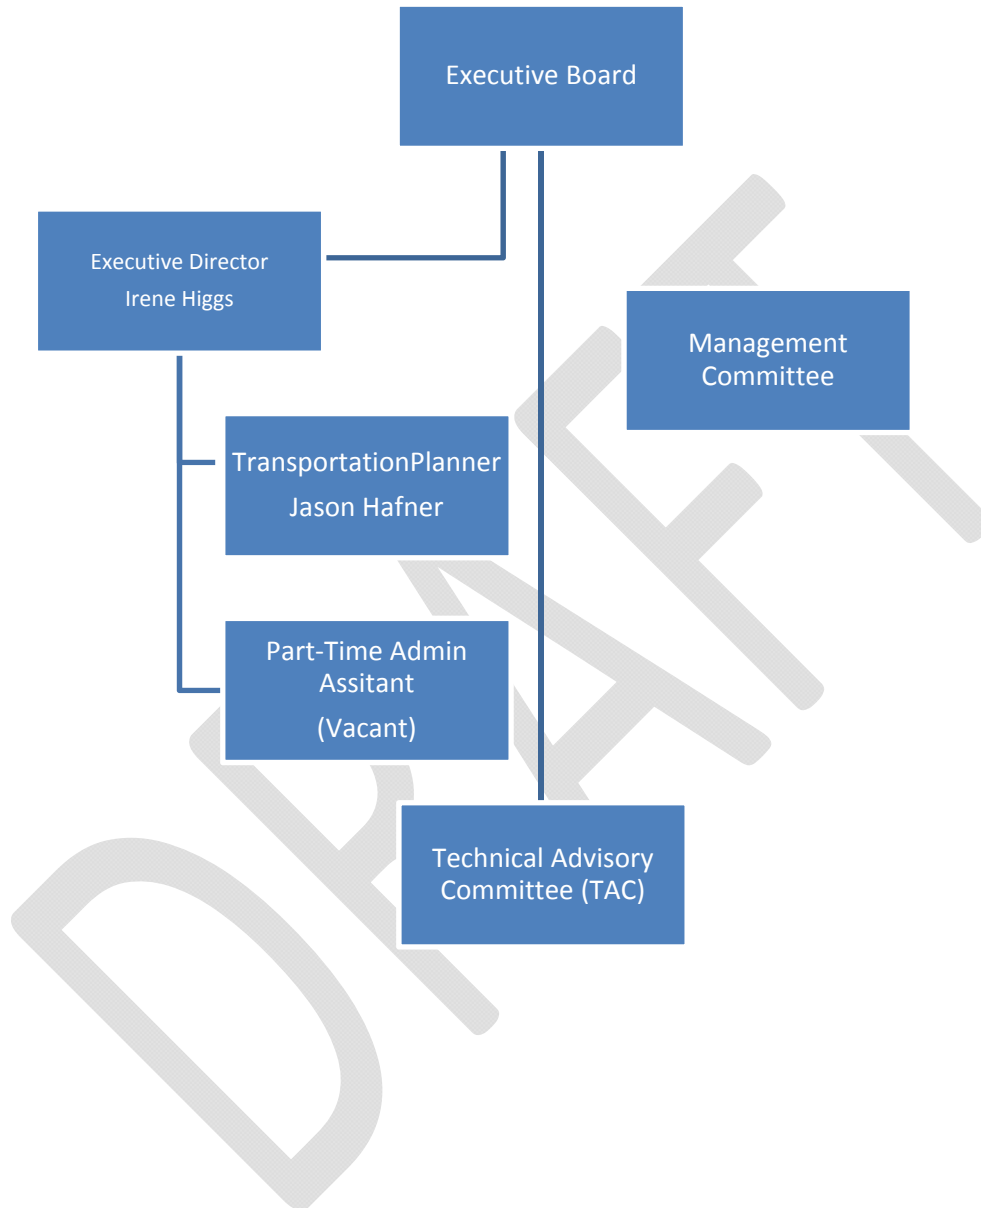 Executive Board
Executive Director
Irene Higgs
Management
Committee
TransportationPlanner
Jason Hafner
Part-Time Admin
Assitant
(Vacant)
Technical Advisory
Committee (TAC)
DRAFT